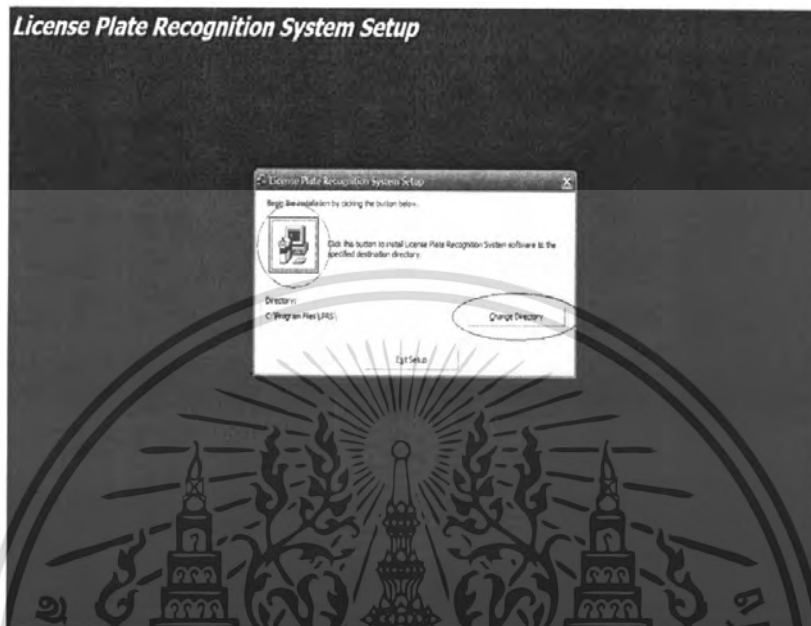 License Plate Recognition System Setup
License Plate Recognition System Setup
X
Begin the installation by clicking the button below.
Click this button to install License Plate Recognition System software to the
specified destination directory.
Directory:
C:\Program Files\LPRS\
Change Directory
Exit Setup